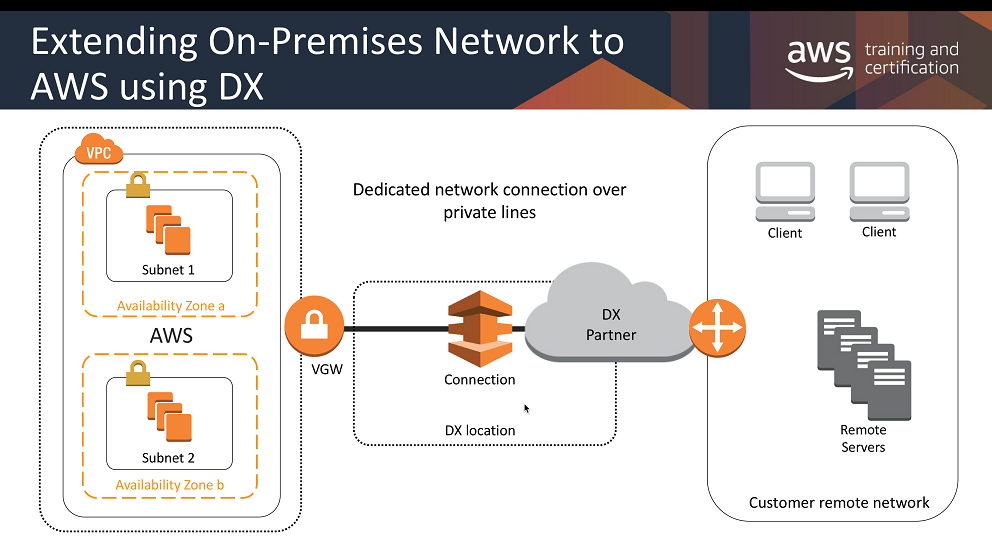 Extending On-Premises Network to
AWS using DX
aws training and
certification
VPC
Subnet 1
Availability Zone a
AWS
Subnet 2
Availability Zone b
Dedicated network connection over
private lines
VGW
Connection
DX location
DX
Partner
Client
Client
Remote
Servers
Customer remote network